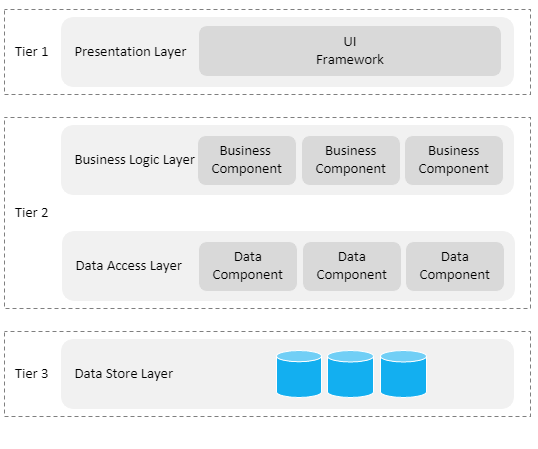 Tier 1
Presentation Layer
UI
Framework
Tier 2
Business Logic Layer
Business
Component
Business
Component
Business
Component
Data Access Layer
Data
Component
Data
Component
Data
Component
Tier 3
Data Store Layer